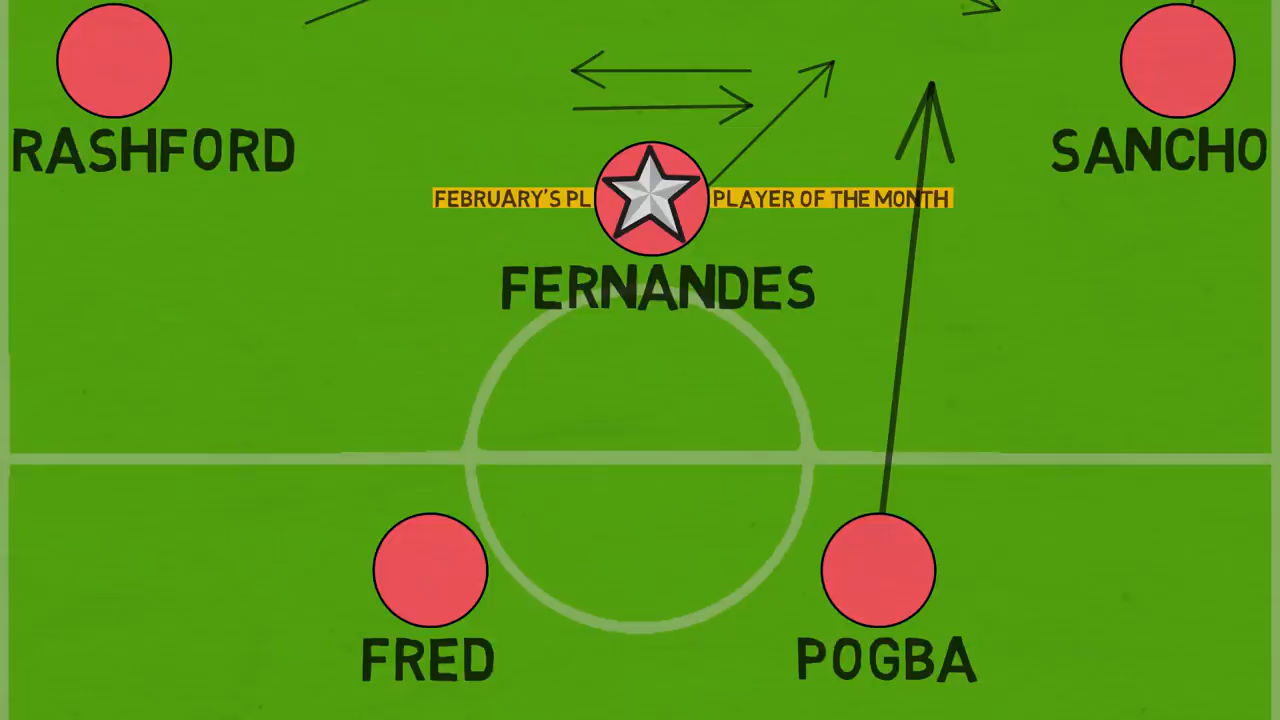 RASHFORD
SANCHO
FEBRUARY'S PL
PLAYER OF THE MONTH
FERNANDES
FRED
POGBA